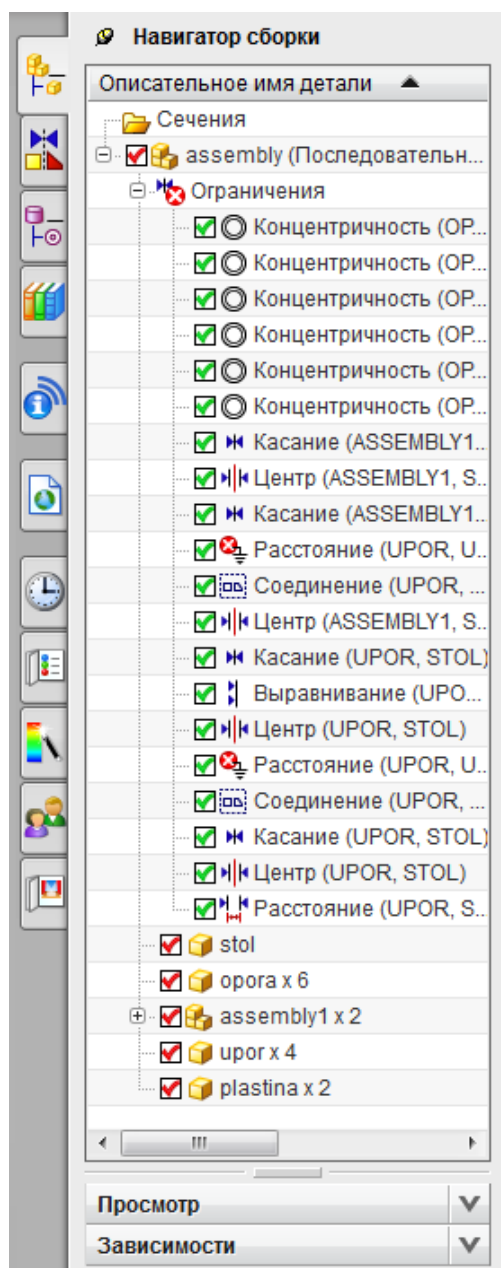 Навигатор сборки
Описательное имя детали
Сечения
assembly (Последовательн...
Ограничения
Концентричность (OP...
Концентричность (OP...
Концентричность (OP...
Концентричность (OP...
Концентричность (OP...
Концентричность (OP...
Касание (ASSEMBLY1...
Центр (ASSEMBLY1, S...
Касание (ASSEMBLY1...
Расстояние (UPOR, U...
Соединение (UPOR, ...
Центр (ASSEMBLY1, S...
Касание (UPOR, STOL)
Выравнивание (UPO...
Центр (UPOR, STOL)
Расстояние (UPOR, U...
Соединение (UPOR, ...
Касание (UPOR, STOL)
Центр (UPOR, STOL)
Расстояние (UPOR, S...
stol
opora x 6
assembly1 x 2
upor x 4
plastina x 2
Просмотр
Зависимости